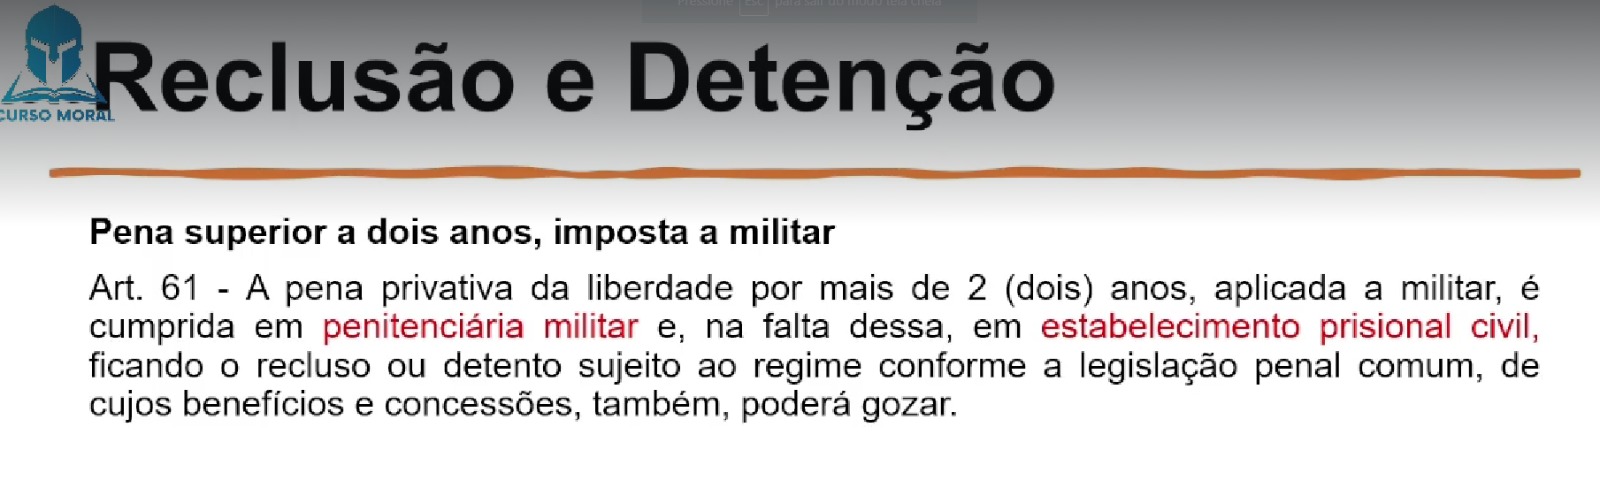 Pressione Esc para sair do modo tela cheia
Reclusão e Detenção
CURSO MORAL
Pena superior a dois anos, imposta a militar
Art. 61 - A pena privativa da liberdade por mais de 2 (dois) anos, aplicada a militar, é
cumprida em penitenciária militar e, na falta dessa, em estabelecimento prisional civil,
ficando o recluso ou detento sujeito ao regime conforme a legislação penal comum, de
cujos benefícios e concessões, também, poderá gozar.